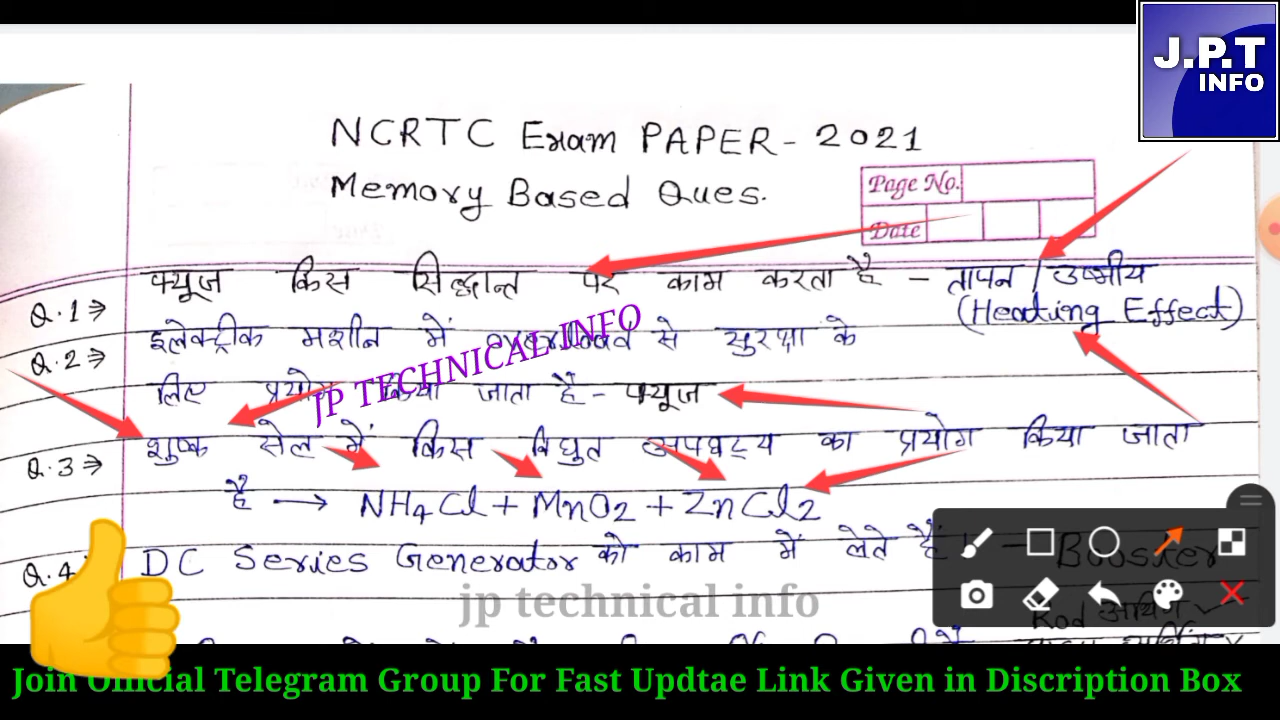 J.P.T
INFO
NCRTC Exam PAPER - 2021
Memory Based Ques.
Page No.
Date
Q.1⇒ फ्यूज किस सिद्धान्त पर काम करता है - तापन / उष्मीय
(Heating Effect)
Q.2⇒ इलेक्ट्रीक मशीन में से सुरक्षा के
लिए प्रयोग किया जाता है - फ्यूज
JP TECHNICAL INFO
Q.3⇒ शुष्क सेल में किस विधुत अपघट्य का प्रयोग किया जाता
है → NH4Cl + MnO2 + ZnCl2
Q.4 DC Series Generator को काम में लेते हैं - Booster
jp technical info
Join Official Telegram Group For Fast Updtae Link Given in Discription Box